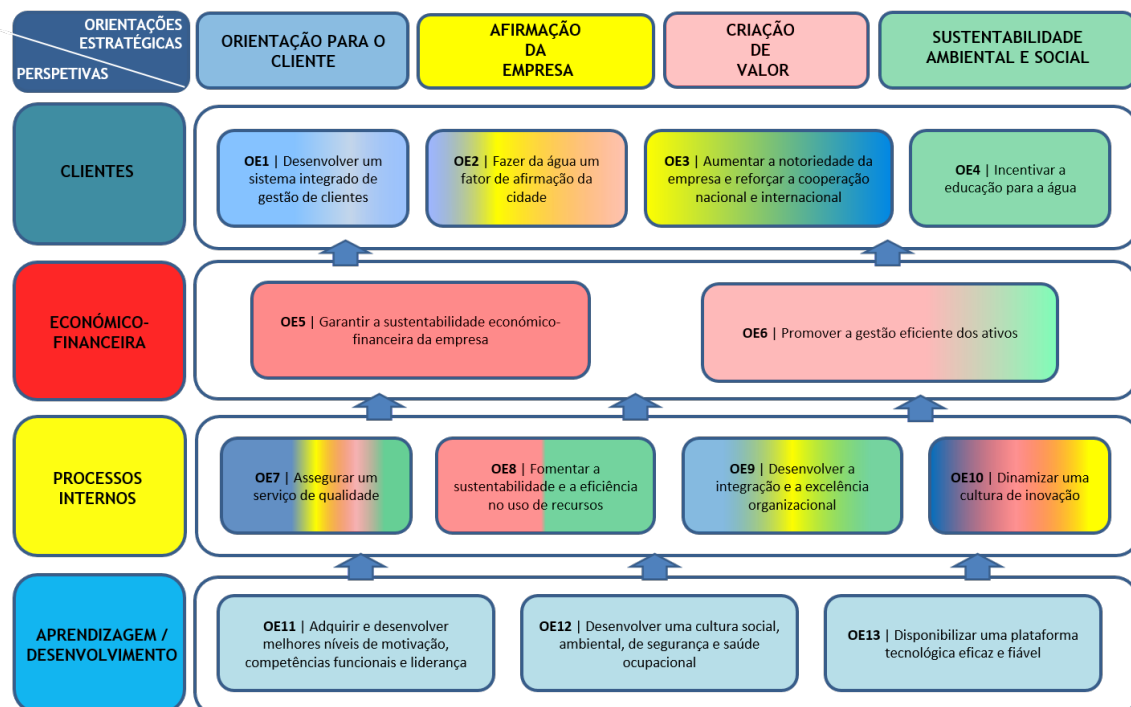 ORIENTAÇÕES
ESTRATÉGICAS
PERSPETIVAS
ORIENTAÇÃO PARA O
CLIENTE
AFIRMAÇÃO
DA
EMPRESA
CRIAÇÃO
DE
VALOR
SUSTENTABILIDADE
AMBIENTAL E SOCIAL
CLIENTES
OE1 | Desenvolver um
sistema integrado de
gestão de clientes
OE2 | Fazer da água um
fator de afirmação da
cidade
OE3 | Aumentar a notoriedade da
empresa e reforçar a cooperação
nacional e internacional
OE4 | Incentivar a
educação para a água
ECONÓMICO-
FINANCEIRA
OE5 | Garantir a sustentabilidade económico-
financeira da empresa
OE6 | Promover a gestão eficiente dos ativos
PROCESSOS
INTERNOS
OE7 | Assegurar um
serviço de qualidade
OE8 | Fomentar a
sustentabilidade e a eficiência
no uso de recursos
OE9 | Desenvolver a
integração e a excelência
organizacional
OE10 | Dinamizar uma
cultura de inovação
APRENDIZAGEM /
DESENVOLVIMENTO
OE11 | Adquirir e desenvolver
melhores níveis de motivação,
competências funcionais e liderança
OE12 | Desenvolver uma cultura social,
ambiental, de segurança e saúde
ocupacional
OE13 | Disponibilizar uma plataforma
tecnológica eficaz e fiável